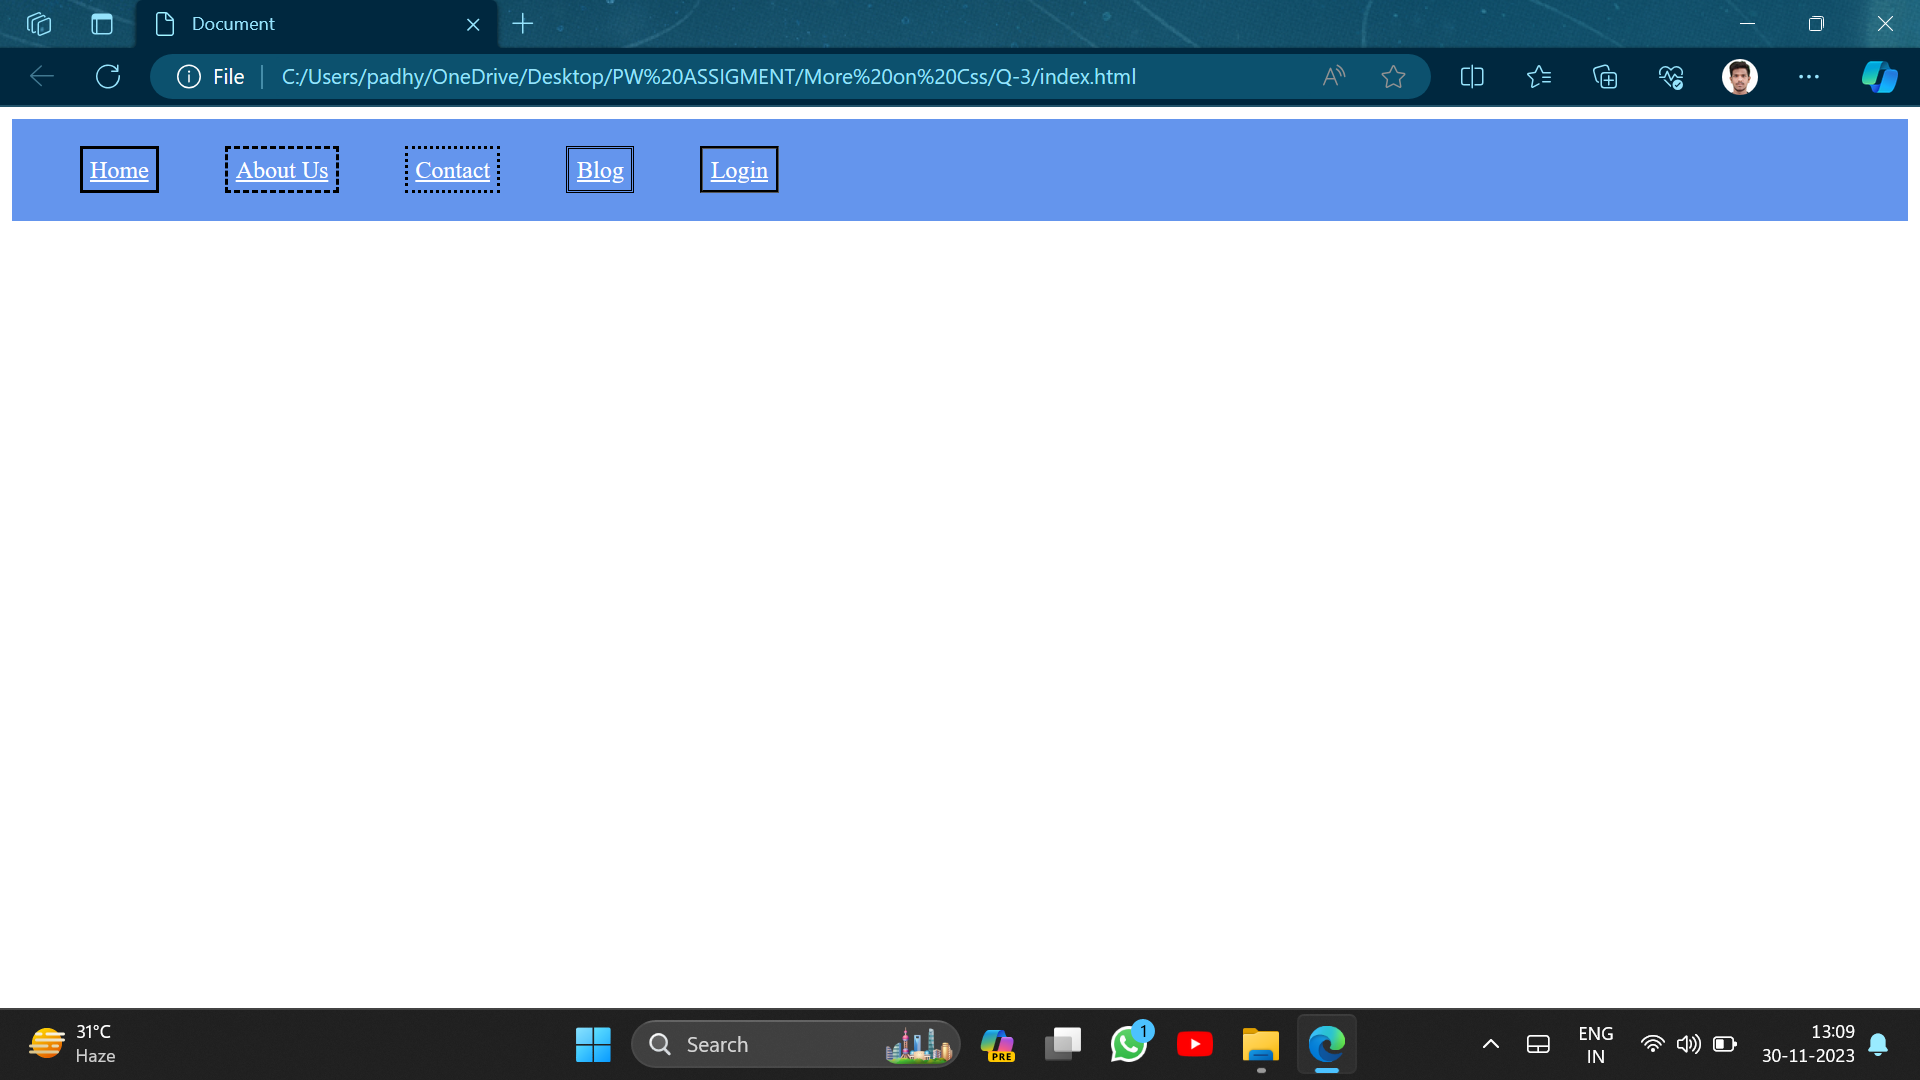 Document
File
C:/Users/padhy/OneDrive/Desktop/PW%20ASSIGMENT/More%20on%20Css/Q-3/index.html
Home About Us Contact Blog Login
31°C
Haze
Search
PRE
1
ENG
IN
13:09
30-11-2023